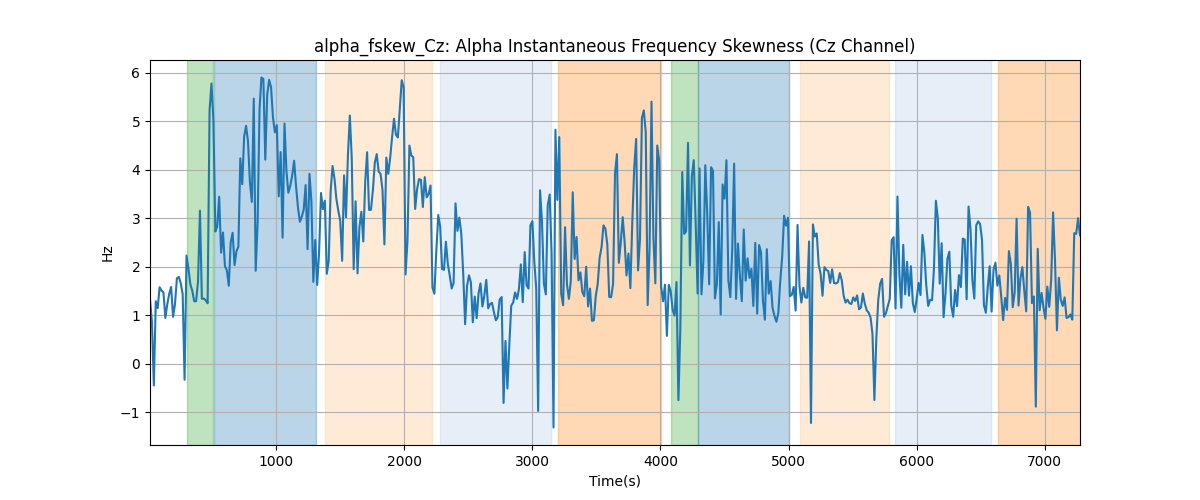 alpha_fskew_Cz: Alpha Instantaneous Frequency Skewness (Cz Channel)
6
5
4
3
2
1
0
−1
Hz
1000 2000 3000 4000 5000 6000 7000
Time(s)